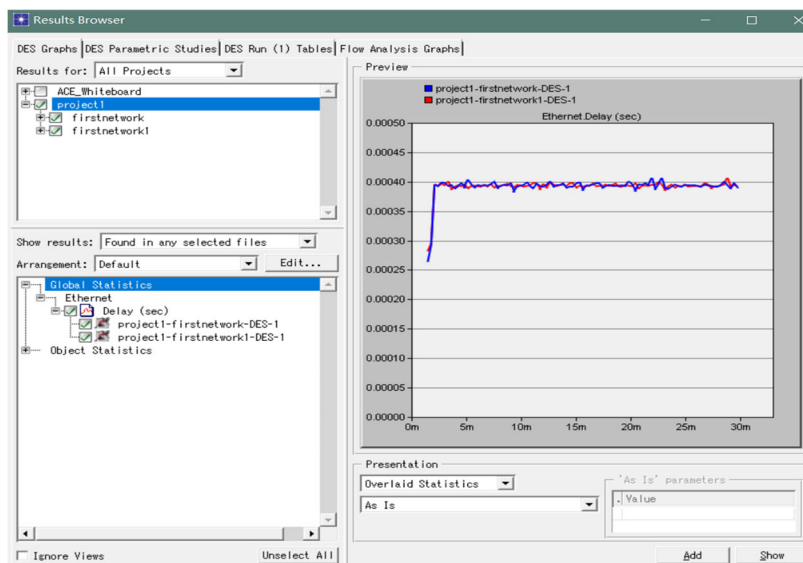 Results Browser
DES Graphs DES Parametric Studies DES Run (1) Tables Flow Analysis Graphs
Results for: All Projects
ACE_Whiteboard
project1
firstnetwork
firstnetwork1
Show results: Found in any selected files
Arrangement: Default Edit...
Global Statistics
Ethernet
Delay (sec)
project1-firstnetwork-DES-1
project1-firstnetwork1-DES-1
Object Statistics
Ignore Views Unselect All
Preview
project1-firstnetwork-DES-1
project1-firstnetwork1-DES-1
Ethernet.Delay (sec)
0.00050
0.00045
0.00040
0.00035
0.00030
0.00025
0.00020
0.00015
0.00010
0.00005
0.00000
0m 5m 10m 15m 20m 25m 30m
Presentation
Overlaid Statistics
As Is
'As Is' parameters
. Value
Add Show